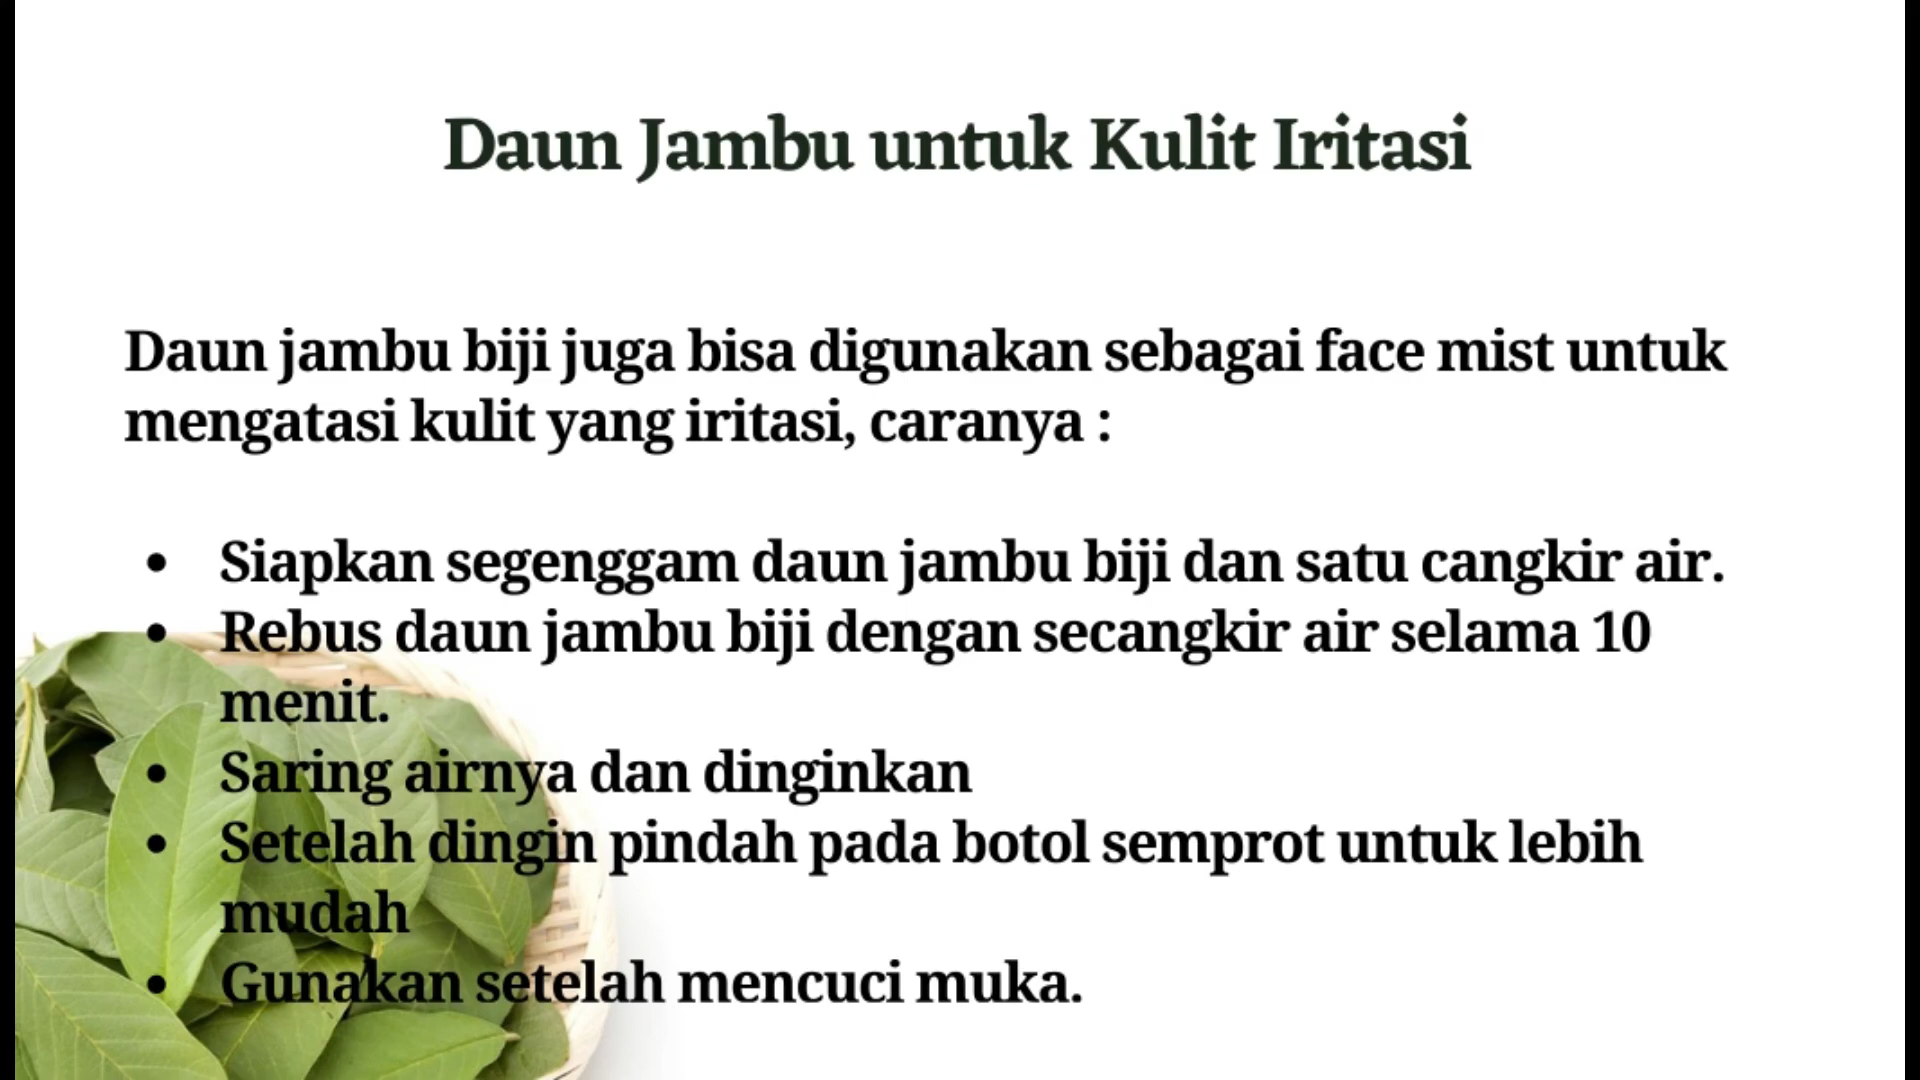 Daun Jambu untuk Kulit Iritasi
Daun jambu biji juga bisa digunakan sebagai face mist untuk
mengatasi kulit yang iritasi, caranya :
• Siapkan segenggam daun jambu biji dan satu cangkir air.
• Rebus daun jambu biji dengan secangkir air selama 10
menit.
• Saring airnya dan dinginkan
• Setelah dingin pindah pada botol semprot untuk lebih
mudah
• Gunakan setelah mencuci muka.